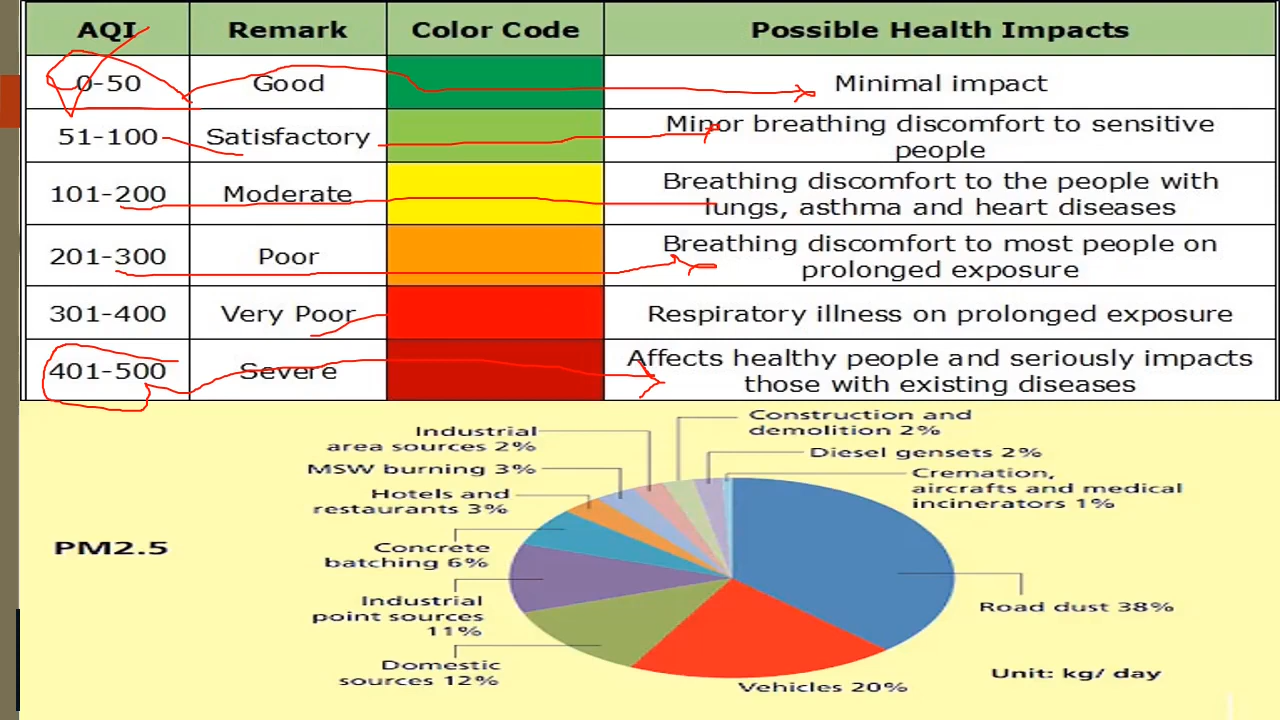 AQI Remark Color Code Possible Health Impacts
0-50 Good Minimal impact
51-100 Satisfactory Minor breathing discomfort to sensitive
people
101-200 Moderate Breathing discomfort to the people with
lungs, asthma and heart diseases
201-300 Poor Breathing discomfort to most people on
prolonged exposure
301-400 Very Poor Respiratory illness on prolonged exposure
401-500 Severe Affects healthy people and seriously impacts
those with existing diseases
PM2.5
Construction and
demolition 2%
Industrial
area sources 2%
Diesel gensets 2%
MSW burning 3%
Cremation,
aircrafts and medical
incinerators 1%
Hotels and
restaurants 3%
Concrete
batching 6%
Industrial
point sources
11%
Road dust 38%
Domestic
sources 12%
Vehicles 20%
Unit: kg/ day